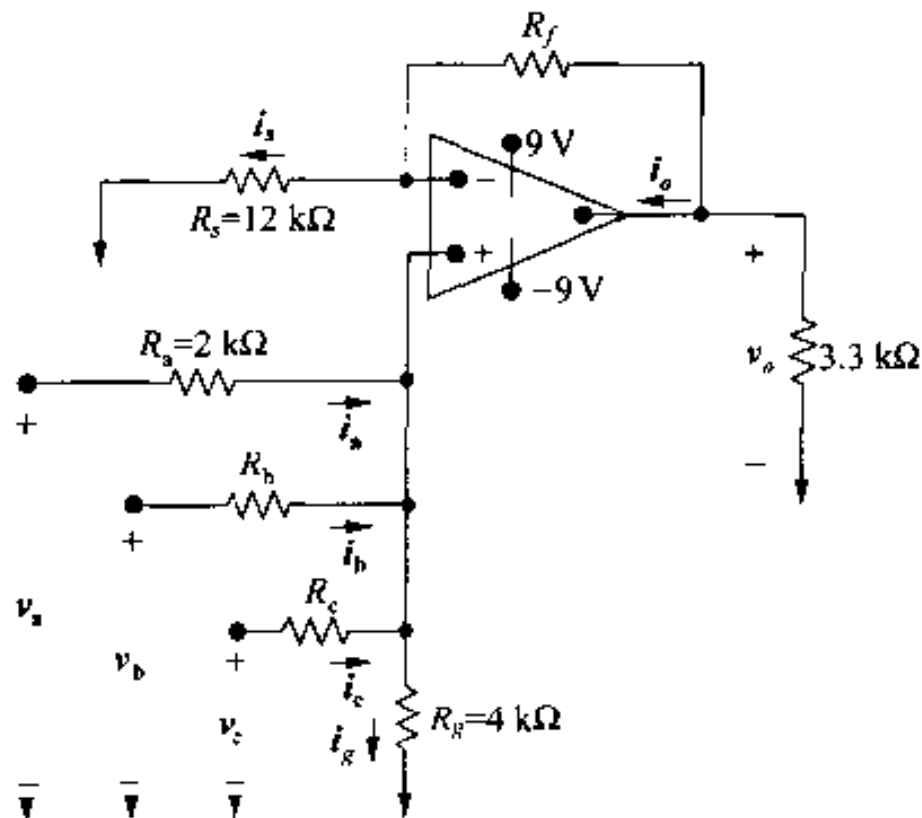 R_f
i_s
9 V
R_s=12 kΩ
−
i_o
+
−9 V
+
R_a=2 kΩ
v_o
3.3 kΩ
+
i_a
R_b
−
+
i_b
v_a
R_c
v_b
+
i_c
v_c
i_g
R_g=4 kΩ
− − −